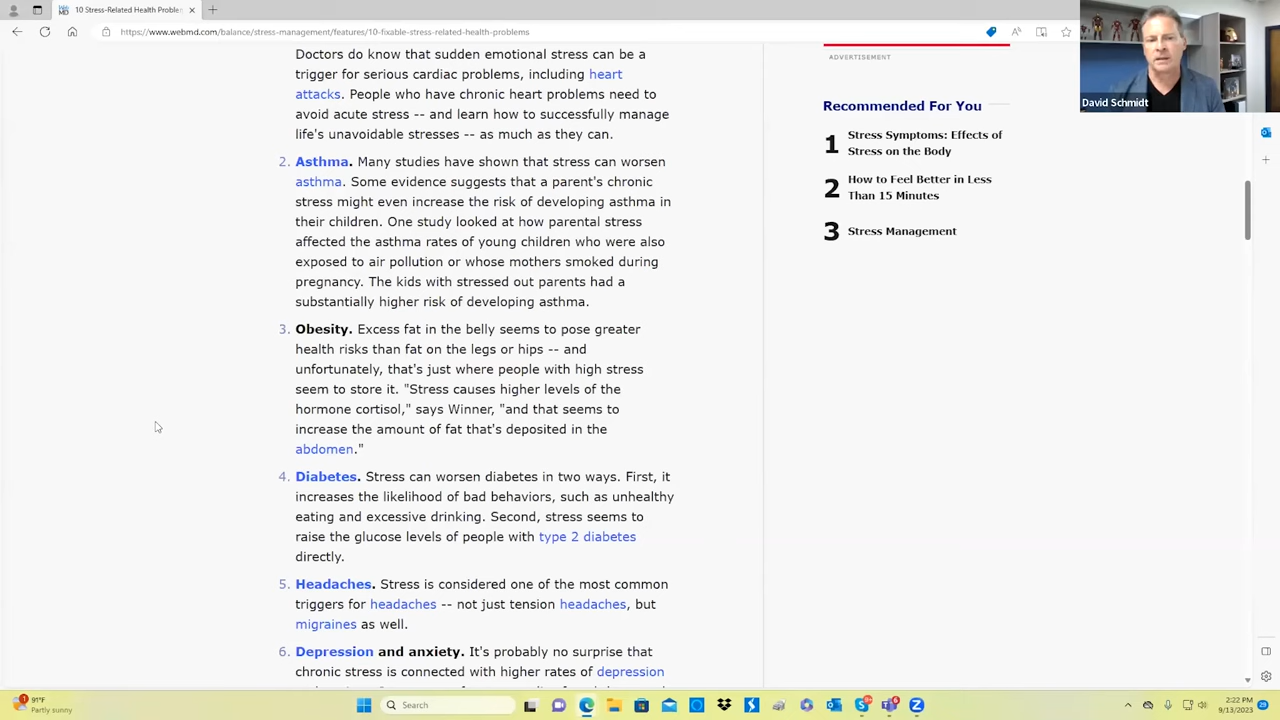 10 Stress-Related Health Problem
https://www.webmd.com/balance/stress-management/features/10-fixable-stress-related-health-problems
Doctors do know that sudden emotional stress can be a
trigger for serious cardiac problems, including heart
attacks. People who have chronic heart problems need to
avoid acute stress -- and learn how to successfully manage
life's unavoidable stresses -- as much as they can.
2. Asthma. Many studies have shown that stress can worsen
asthma. Some evidence suggests that a parent's chronic
stress might even increase the risk of developing asthma in
their children. One study looked at how parental stress
affected the asthma rates of young children who were also
exposed to air pollution or whose mothers smoked during
pregnancy. The kids with stressed out parents had a
substantially higher risk of developing asthma.
3. Obesity. Excess fat in the belly seems to pose greater
health risks than fat on the legs or hips -- and
unfortunately, that's just where people with high stress
seem to store it. "Stress causes higher levels of the
hormone cortisol," says Winner, "and that seems to
increase the amount of fat that's deposited in the
abdomen."
4. Diabetes. Stress can worsen diabetes in two ways. First, it
increases the likelihood of bad behaviors, such as unhealthy
eating and excessive drinking. Second, stress seems to
raise the glucose levels of people with type 2 diabetes
directly.
5. Headaches. Stress is considered one of the most common
triggers for headaches -- not just tension headaches, but
migraines as well.
6. Depression and anxiety. It's probably no surprise that
chronic stress is connected with higher rates of depression
ADVERTISEMENT
Recommended For You
1 Stress Symptoms: Effects of
Stress on the Body
2 How to Feel Better in Less
Than 15 Minutes
3 Stress Management
David Schmidt
91°F
Partly sunny
Search
2:22 PM
9/13/2023